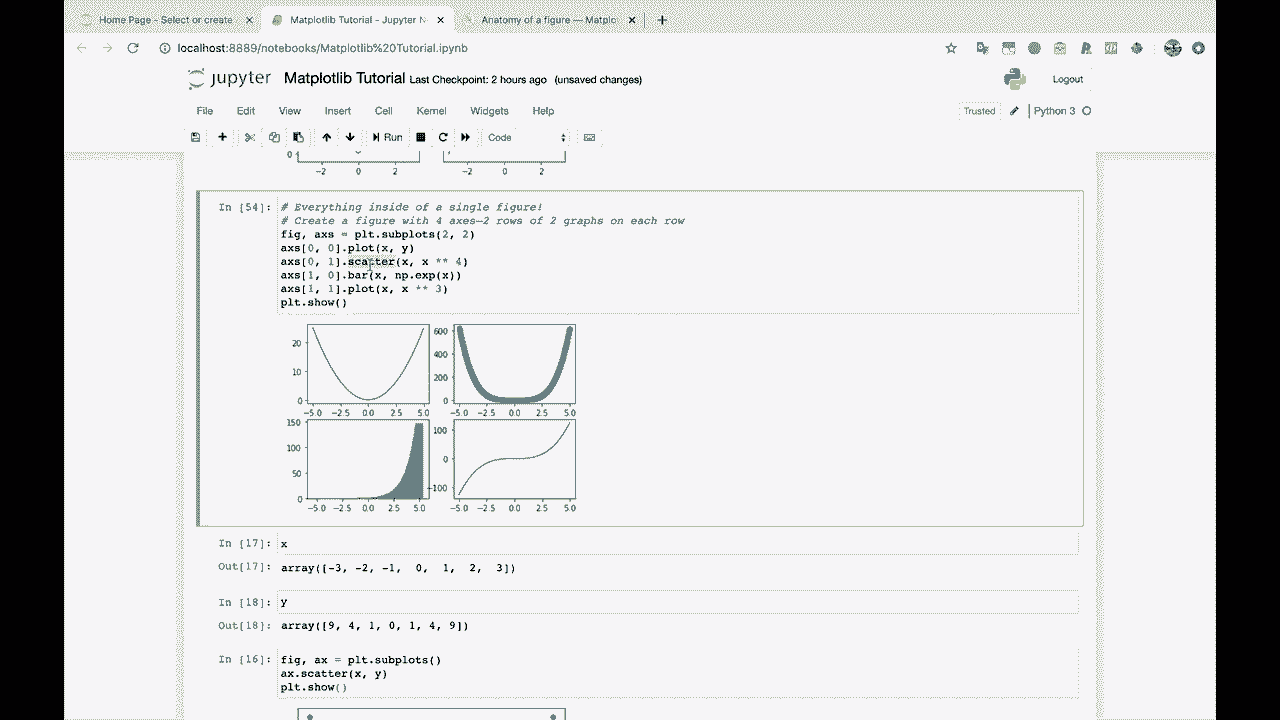 Home Page - Select or create
Matplotlib Tutorial - Jupyter N
Anatomy of a figure — Matplo
localhost:8889/notebooks/Matplotlib%20Tutorial.ipynb
jupyter Matplotlib Tutorial Last Checkpoint: 2 hours ago (unsaved changes)
Logout
File Edit View Insert Cell Kernel Widgets Help
Trusted
Python 3
Run
Code
0
−2 0 2
−2 0 2
In [54]:
# Everything inside of a single figure!
# Create a figure with 4 axes—2 rows of 2 graphs on each row
fig, axs = plt.subplots(2, 2)
axs[0, 0].plot(x, y)
axs[0, 1].scatter(x, x ** 4)
axs[1, 0].bar(x, np.exp(x))
axs[1, 1].plot(x, x ** 3)
plt.show()
20
10
0
−5.0 −2.5 0.0 2.5 5.0
600
400
200
0
−5.0 −2.5 0.0 2.5 5.0
150
100
50
0
−5.0 −2.5 0.0 2.5 5.0
100
0
−100
−5.0 −2.5 0.0 2.5 5.0
In [17]: x
Out[17]: array([-3, -2, -1, 0, 1, 2, 3])
In [18]: y
Out[18]: array([9, 4, 1, 0, 1, 4, 9])
In [16]: fig, ax = plt.subplots()
ax.scatter(x, y)
plt.show()